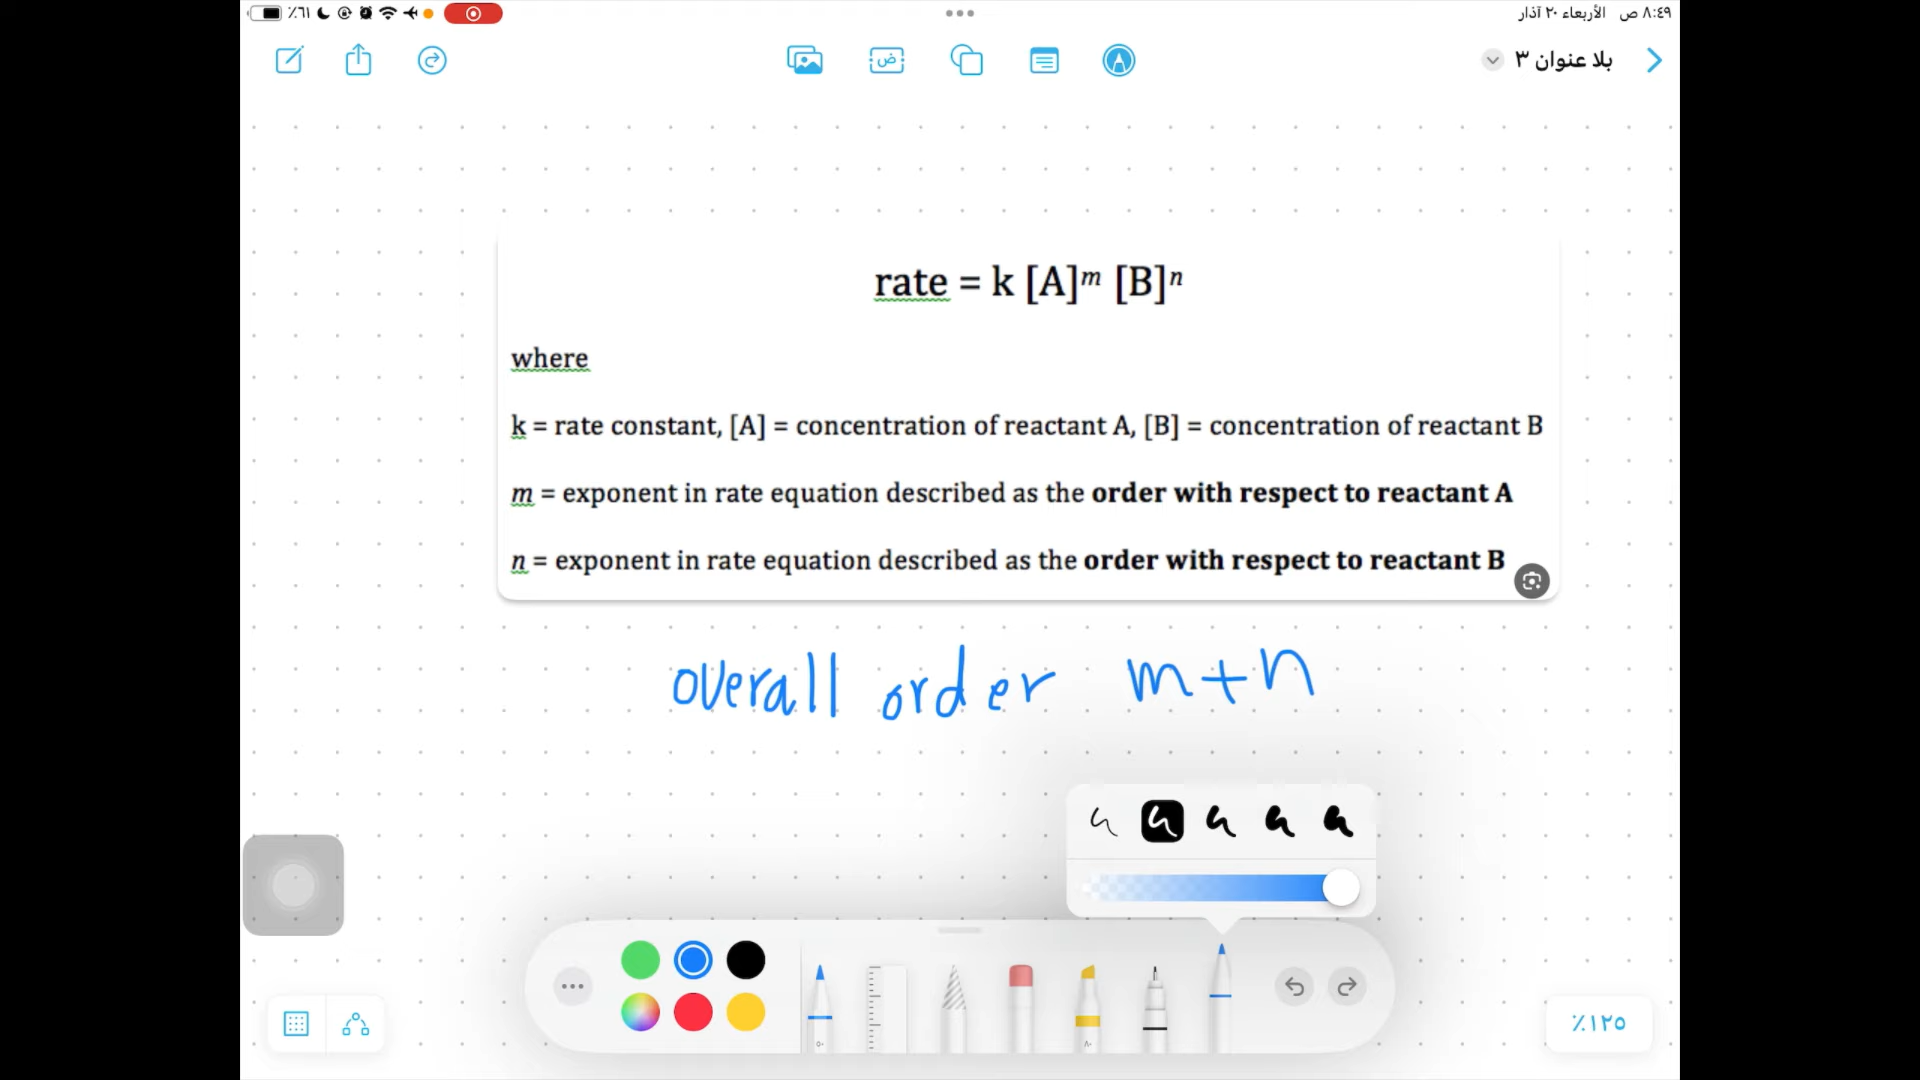 ٪٦١
٨:٤٩ ص الأربعاء ٢٠ آذار
بلا عنوان ٣
ض
rate = k [A]ᵐ [B]ⁿ
where
k = rate constant, [A] = concentration of reactant A, [B] = concentration of reactant B
m = exponent in rate equation described as the order with respect to reactant A
n = exponent in rate equation described as the order with respect to reactant B
overall order m+n
٪١٢٥